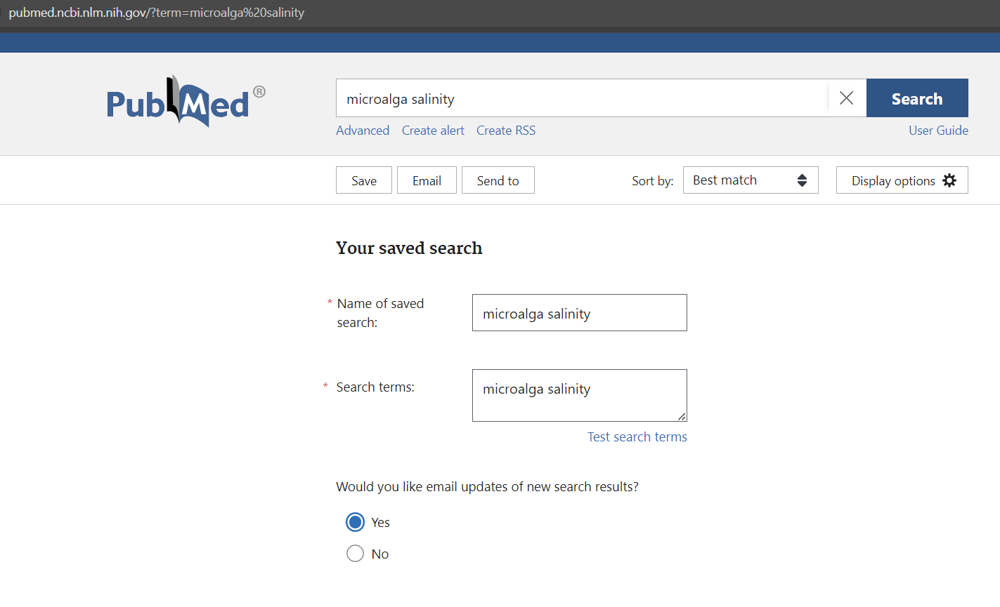 pubmed.ncbi.nlm.nih.gov/?term=microalga%20salinity
PubMed®
microalga salinity
Search
Advanced Create alert Create RSS User Guide
Save Email Send to Sort by: Best match Display options
Your saved search
* Name of saved
search:
microalga salinity
* Search terms:
microalga salinity
Test search terms
Would you like email updates of new search results?
Yes
No